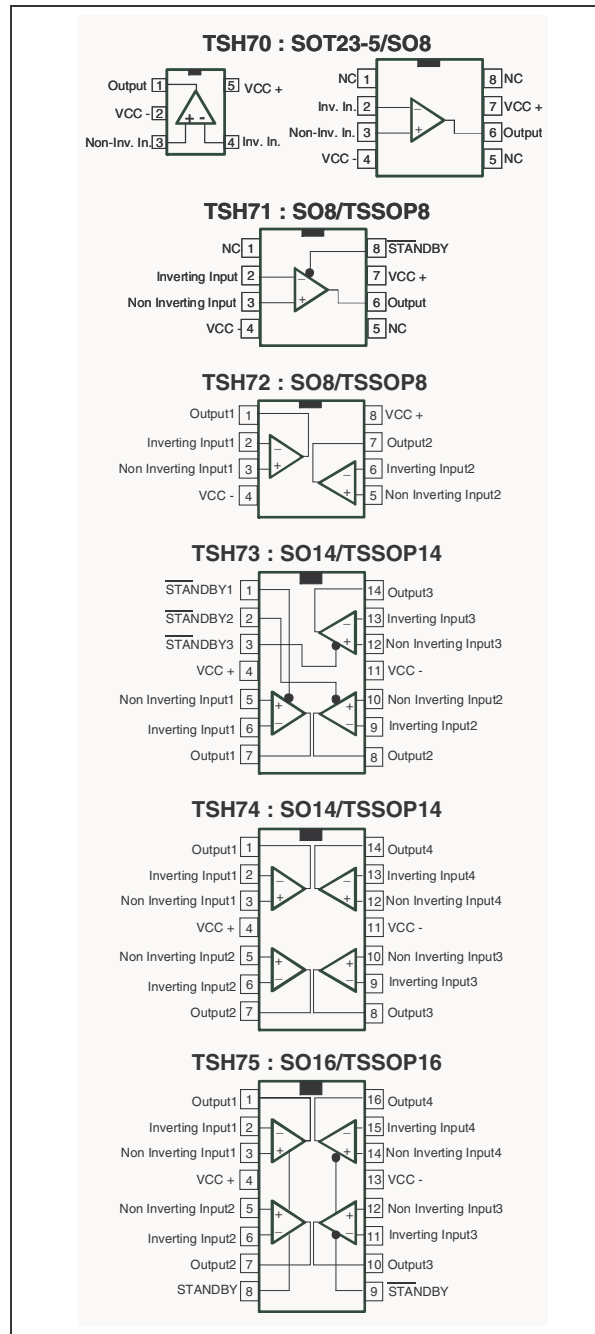 TSH70 : SOT23-5/SO8
Output 1 5 VCC +
VCC - 2
Non-Inv. In. 3 4 Inv. In.
+ -
NC 1 8 NC
Inv. In. 2 _ 7 VCC +
Non-Inv. In. 3 + 6 Output
VCC - 4 5 NC
TSH71 : SO8/TSSOP8
NC 1 8 STANDBY
Inverting Input 2 _ 7 VCC +
Non Inverting Input 3 + 6 Output
VCC - 4 5 NC
TSH72 : SO8/TSSOP8
Output1 1 8 VCC +
Inverting Input1 2 _ 7 Output2
Non Inverting Input1 3 + _ 6 Inverting Input2
VCC - 4 + 5 Non Inverting Input2
TSH73 : SO14/TSSOP14
STANDBY1 1 14 Output3
STANDBY2 2 _ 13 Inverting Input3
STANDBY3 3 + 12 Non Inverting Input3
VCC + 4 11 VCC -
Non Inverting Input1 5 + + 10 Non Inverting Input2
Inverting Input1 6 _ _ 9 Inverting Input2
Output1 7 8 Output2
TSH74 : SO14/TSSOP14
Output1 1 14 Output4
Inverting Input1 2 _ _ 13 Inverting Input4
Non Inverting Input1 3 + + 12 Non Inverting Input4
VCC + 4 11 VCC -
Non Inverting Input2 5 + + 10 Non Inverting Input3
Inverting Input2 6 _ _ 9 Inverting Input3
Output2 7 8 Output3
TSH75 : SO16/TSSOP16
Output1 1 16 Output4
Inverting Input1 2 _ _ 15 Inverting Input4
Non Inverting Input1 3 + + 14 Non Inverting Input4
VCC + 4 13 VCC -
Non Inverting Input2 5 + + 12 Non Inverting Input3
Inverting Input2 6 _ _ 11 Inverting Input3
Output2 7 10 Output3
STANDBY 8 9 STANDBY